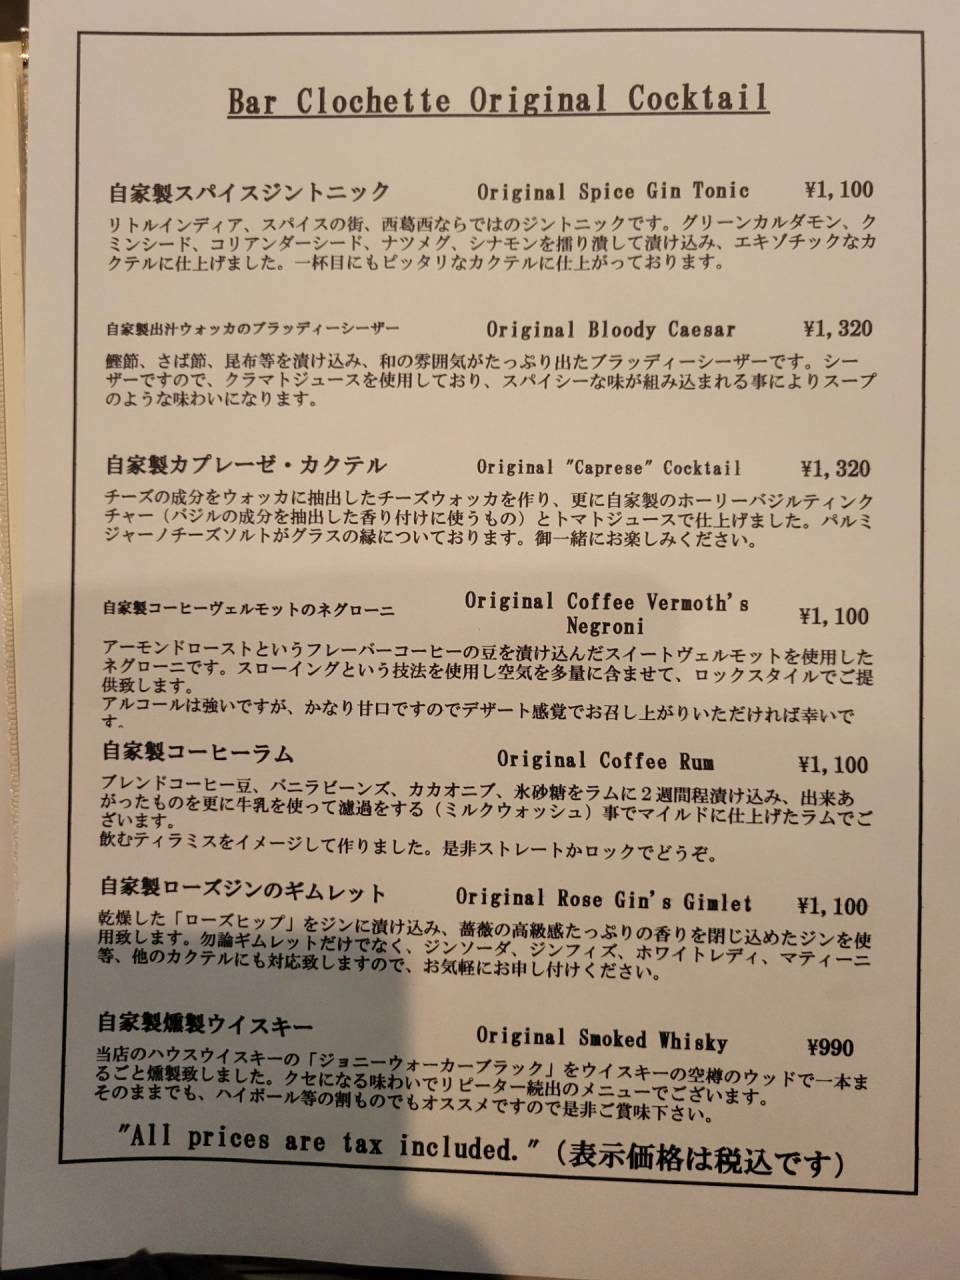 Bar Clochette Original Cocktail
自家製スパイスジントニック Original Spice Gin Tonic ¥1,100
リトルインディア、スパイスの街、西葛西ならではのジントニックです。グリーンカルダモン、ク
ミンシード、コリアンダーシード、ナツメグ、シナモンを擂り潰して漬け込み、エキゾチックなカ
クテルに仕上げました。一杯目にもピッタリなカクテルに仕上がっております。
自家製出汁ウォッカのブラッディーシーザー Original Bloody Caesar ¥1,320
鰹節、さば節、昆布等を漬け込み、和の雰囲気がたっぷり出たブラッディーシーザーです。シー
ザーですので、クラマトジュースを使用しており、スパイシーな味が組み込まれる事によりスープ
のような味わいになります。
自家製カプレーゼ・カクテル Original "Caprese" Cocktail ¥1,320
チーズの成分をウォッカに抽出したチーズウォッカを作り、更に自家製のホーリーバジルティンク
チャー（バジルの成分を抽出した香り付けに使うもの）とトマトジュースで仕上げました。パルミ
ジャーノチーズソルトがグラスの縁についております。御一緒にお楽しみください。
自家製コーヒーヴェルモットのネグローニ Original Coffee Vermoth's Negroni ¥1,100
アーモンドローストというフレーバーコーヒーの豆を漬け込んだスイートヴェルモットを使用した
ネグローニです。スローイングという技法を使用し空気を多量に含ませて、ロックスタイルでご提
供致します。
アルコールは強いですが、かなり甘口ですのでデザート感覚でお召し上がりいただければ幸いで
す。
自家製コーヒーラム Original Coffee Rum ¥1,100
ブレンドコーヒー豆、バニラビーンズ、カカオニブ、氷砂糖をラムに２週間程漬け込み、出来あ
がったものを更に牛乳を使って濾過をする（ミルクウォッシュ）事でマイルドに仕上げたラムでご
ざいます。
飲むティラミスをイメージして作りました。是非ストレートかロックでどうぞ。
自家製ローズジンのギムレット Original Rose Gin's Gimlet ¥1,100
乾燥した「ローズヒップ」をジンに漬け込み、薔薇の高級感たっぷりの香りを閉じ込めたジンを使
用致します。勿論ギムレットだけでなく、ジンソーダ、ジンフィズ、ホワイトレディ、マティーニ
等、他のカクテルにも対応致しますので、お気軽にお申し付けください。
自家製燻製ウイスキー Original Smoked Whisky ¥990
当店のハウスウイスキーの「ジョニーウォーカーブラック」をウイスキーの空樽のウッドで一本ま
るごと燻製致しました。クセになる味わいでリピーター続出のメニューでございます。
そのままでも、ハイボール等の割ものでもオススメですので是非ご賞味下さい。
"All prices are tax included."（表示価格は税込です）